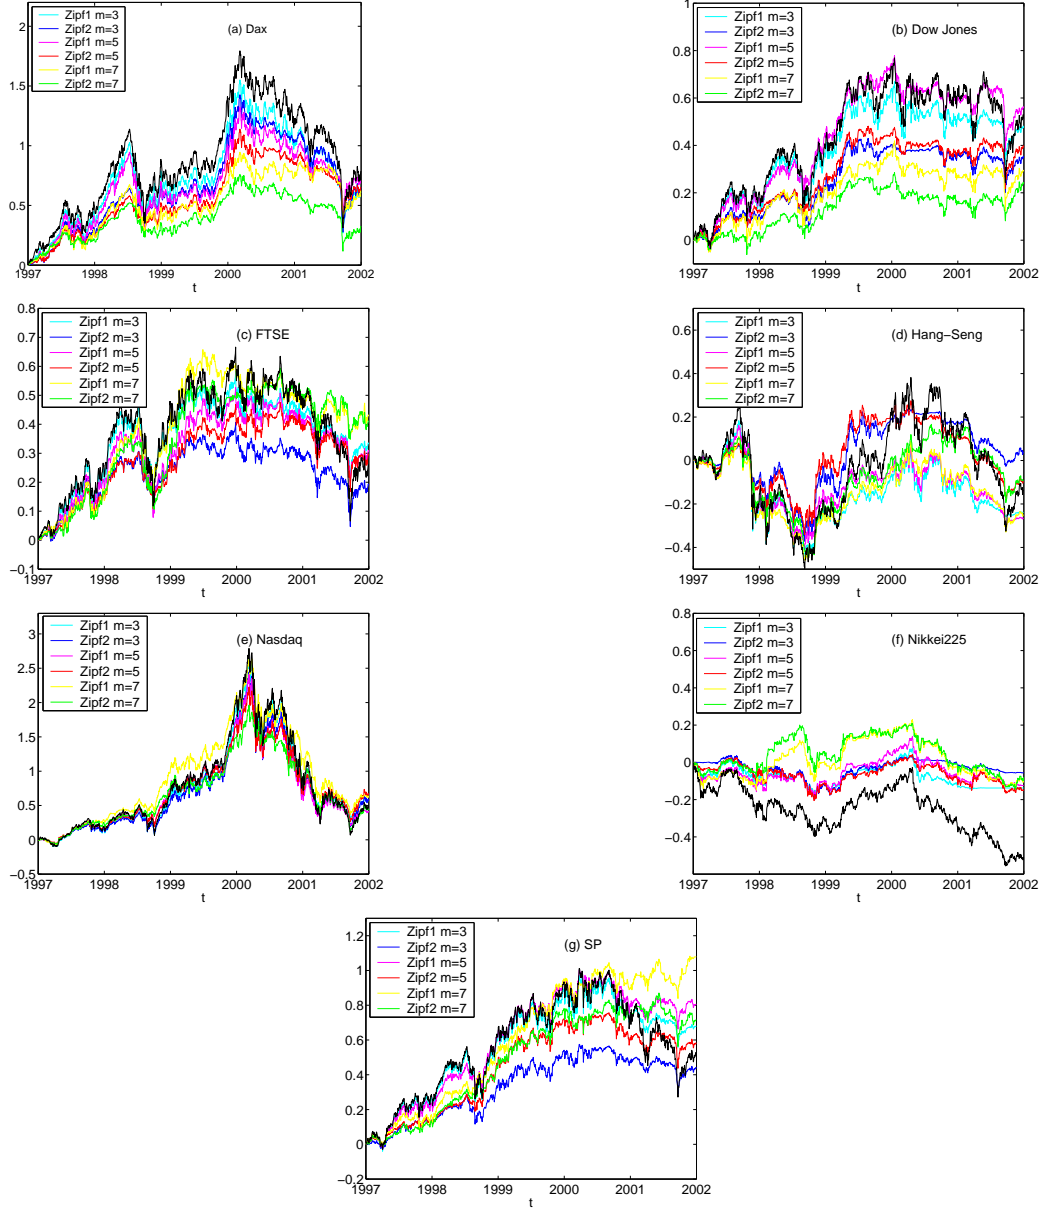 2
1.5
1
0.5
0
1997 1998 1999 2000 2001 2002
t
(a) Dax
Zipf1 m=3
Zipf2 m=3
Zipf1 m=5
Zipf2 m=5
Zipf1 m=7
Zipf2 m=7
1
0.8
0.6
0.4
0.2
0
1997 1998 1999 2000 2001 2002
t
(b) Dow Jones
Zipf1 m=3
Zipf2 m=3
Zipf1 m=5
Zipf2 m=5
Zipf1 m=7
Zipf2 m=7
0.8
0.7
0.6
0.5
0.4
0.3
0.2
0.1
0
−0.1
1997 1998 1999 2000 2001 2002
t
(c) FTSE
Zipf1 m=3
Zipf2 m=3
Zipf1 m=5
Zipf2 m=5
Zipf1 m=7
Zipf2 m=7
0.6
0.4
0.2
0
−0.2
−0.4
1997 1998 1999 2000 2001 2002
t
(d) Hang−Seng
Zipf1 m=3
Zipf2 m=3
Zipf1 m=5
Zipf2 m=5
Zipf1 m=7
Zipf2 m=7
3
2.5
2
1.5
1
0.5
0
−0.5
1997 1998 1999 2000 2001 2002
t
(e) Nasdaq
Zipf1 m=3
Zipf2 m=3
Zipf1 m=5
Zipf2 m=5
Zipf1 m=7
Zipf2 m=7
0.8
0.6
0.4
0.2
0
−0.2
−0.4
1997 1998 1999 2000 2001 2002
t
(f) Nikkei225
Zipf1 m=3
Zipf2 m=3
Zipf1 m=5
Zipf2 m=5
Zipf1 m=7
Zipf2 m=7
1.2
1
0.8
0.6
0.4
0.2
0
−0.2
1997 1998 1999 2000 2001 2002
t
(g) SP
Zipf1 m=3
Zipf2 m=3
Zipf1 m=5
Zipf2 m=5
Zipf1 m=7
Zipf2 m=7